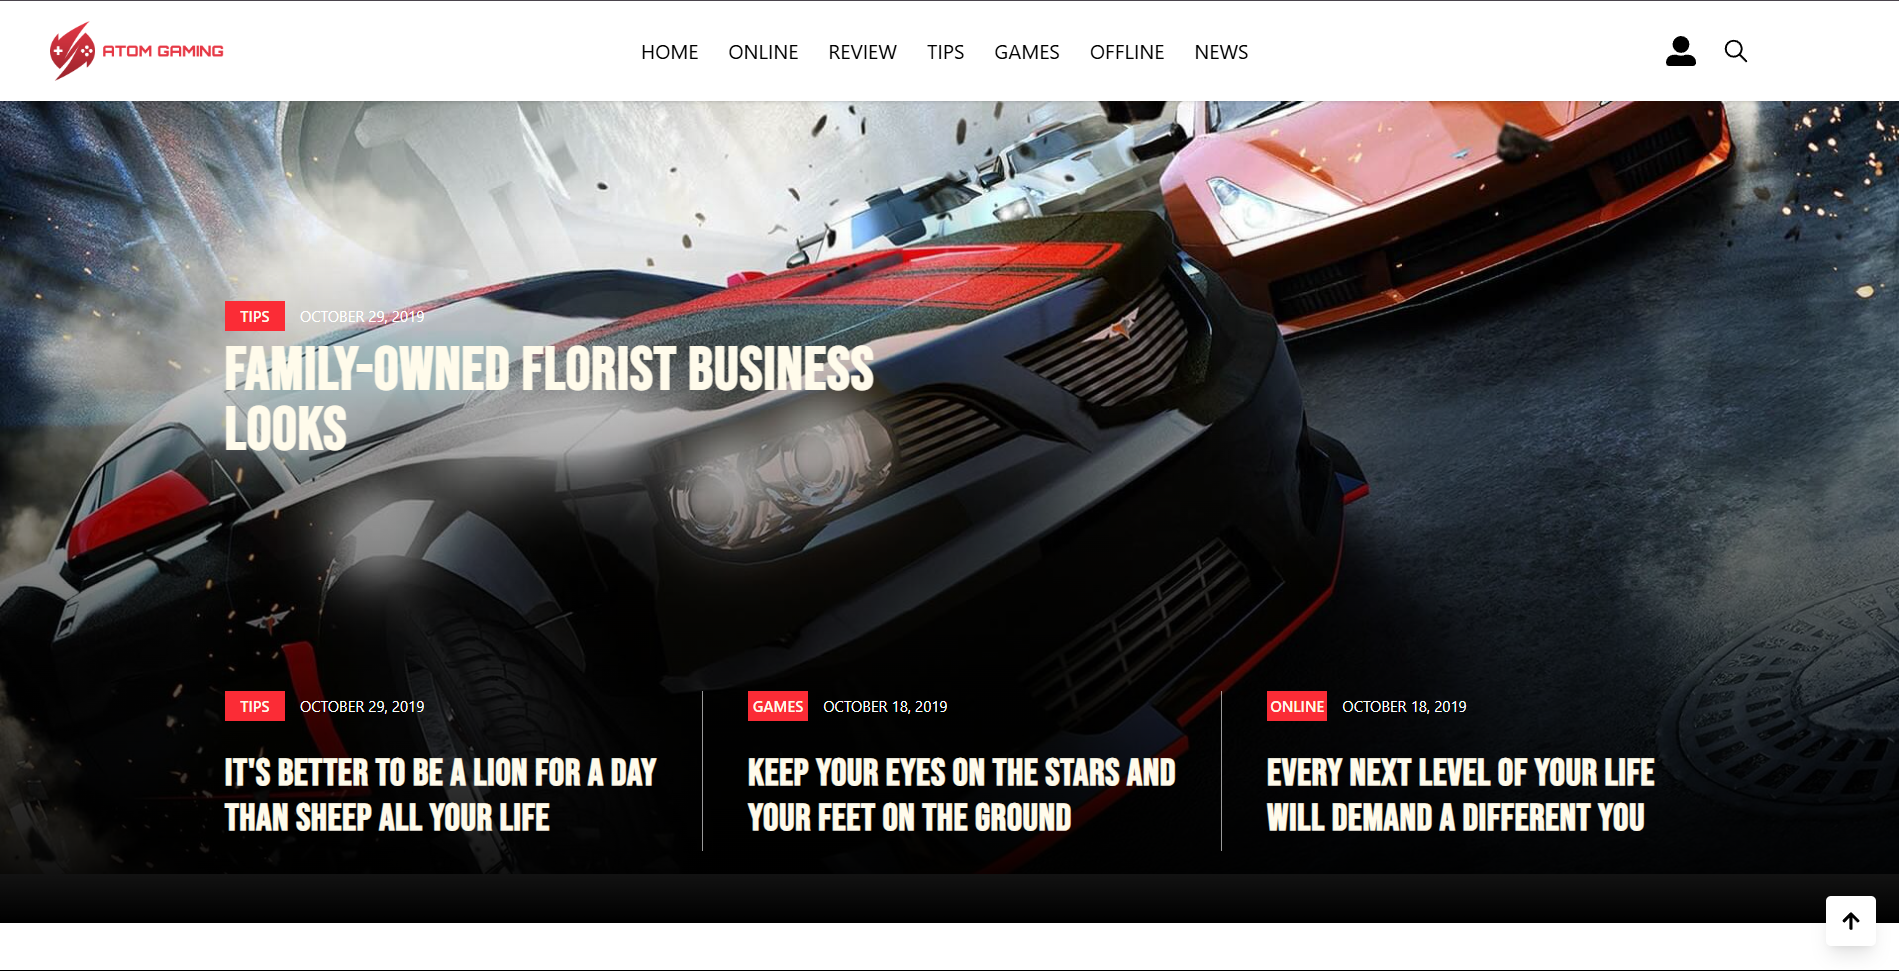 ATOM GAMING
HOME ONLINE REVIEW TIPS GAMES OFFLINE NEWS
TIPS OCTOBER 29, 2019
FAMILY-OWNED FLORIST BUSINESS
LOOKS
TIPS OCTOBER 29, 2019
IT'S BETTER TO BE A LION FOR A DAY
THAN SHEEP ALL YOUR LIFE
GAMES OCTOBER 18, 2019
KEEP YOUR EYES ON THE STARS AND
YOUR FEET ON THE GROUND
ONLINE OCTOBER 18, 2019
EVERY NEXT LEVEL OF YOUR LIFE
WILL DEMAND A DIFFERENT YOU